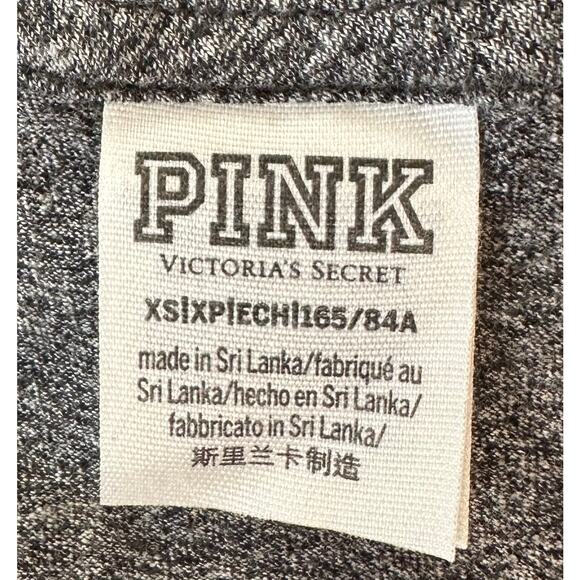 PINK
VICTORIA'S SECRET
XS|XP|ECH|165/84A
made in Sri Lanka/fabriqué au
Sri Lanka/hecho en Sri Lanka/
fabbricato in Sri Lanka/
斯里兰卡制造